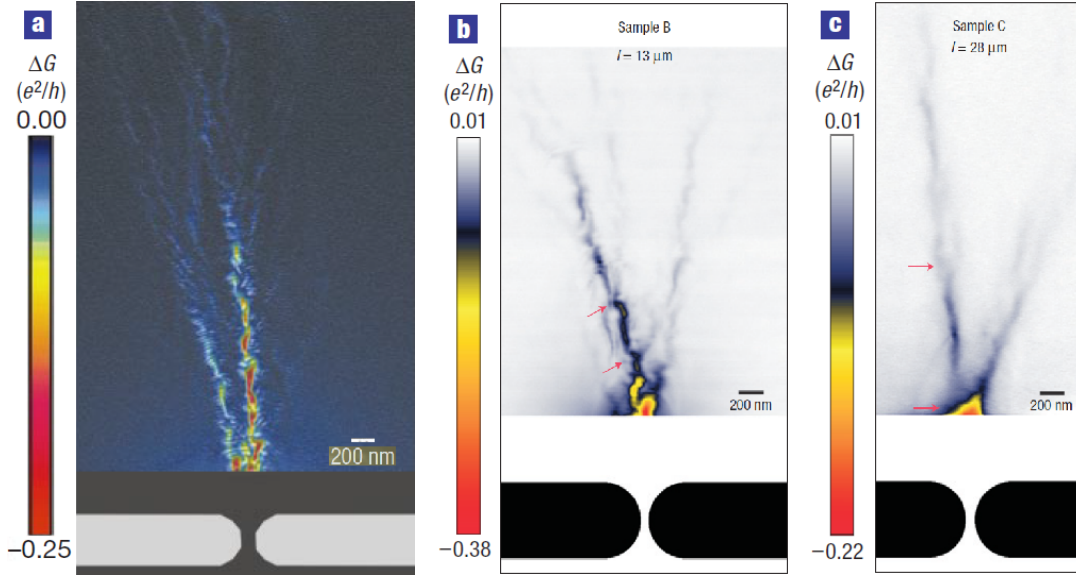 a
ΔG
(e²/h)
0.00
−0.25
200 nm
b
ΔG
(e²/h)
0.01
−0.38
Sample B
l = 13 μm
200 nm
c
ΔG
(e²/h)
0.01
−0.22
Sample C
l = 28 μm
200 nm